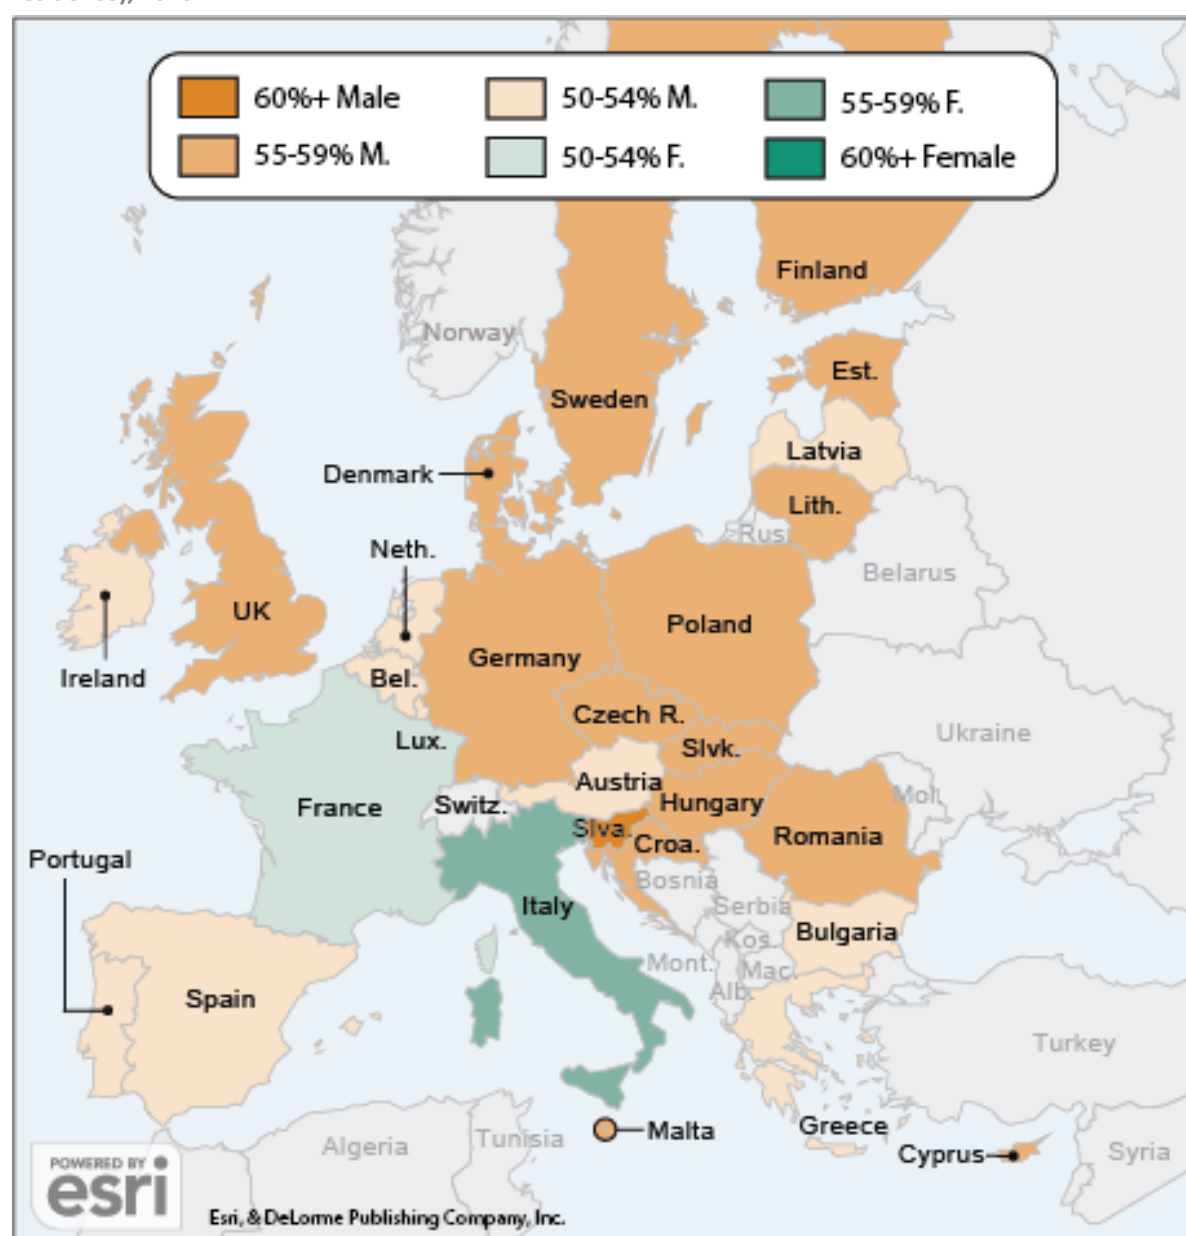 60%+ Male
50-54% M.
55-59% F.
55-59% M.
50-54% F.
60%+ Female
Finland
Norway
Est.
Sweden
Latvia
Denmark
Lith.
Rus.
Neth.
Belarus
UK
Poland
Germany
Ireland
Bel.
Czech R.
Ukraine
Lux.
Slvk.
Austria
Mol.
Switz.
Hungary
France
Slva.
Romania
Croa.
Portugal
Bosnia
Italy
Serbia
Bulgaria
Kos.
Mont.
Mac.
Alb.
Spain
Turkey
Greece
Malta
Tunisia
Algeria
Cyprus
Syria
POWERED BY
esri
Esri, & DeLorme Publishing Company, Inc.